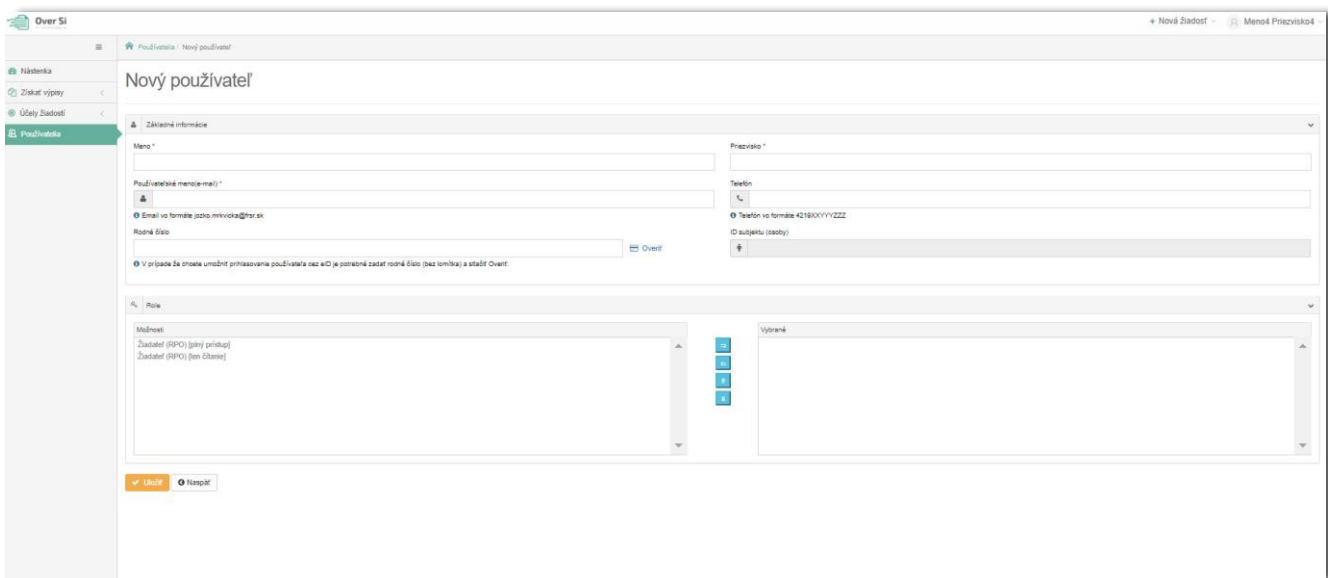 Over Si
+ Nová žiadosť
Meno4 Priezvisko4
Používatelia / Nový používateľ
Nástenka
Získať výpisy
Účely žiadostí
Používatelia
Nový používateľ
Základné informácie
Meno *
Priezvisko *
Používateľské meno(e-mail) *
Telefón
Email vo formáte jozko.mrkvicka@frsr.sk
Telefón vo formáte 4219XXYYYZZZ
Rodné číslo
ID subjektu (osoby)
Overiť
V prípade že chcete umožniť prihlasovanie používateľa cez eID je potrebné zadať rodné číslo (bez lomítka) a stlačiť Overiť.
Role
Možnosti
Vybrané
Žiadateľ (RPO) [plný prístup]
Žiadateľ (RPO) [len čítanie]
Uložiť
Naspäť